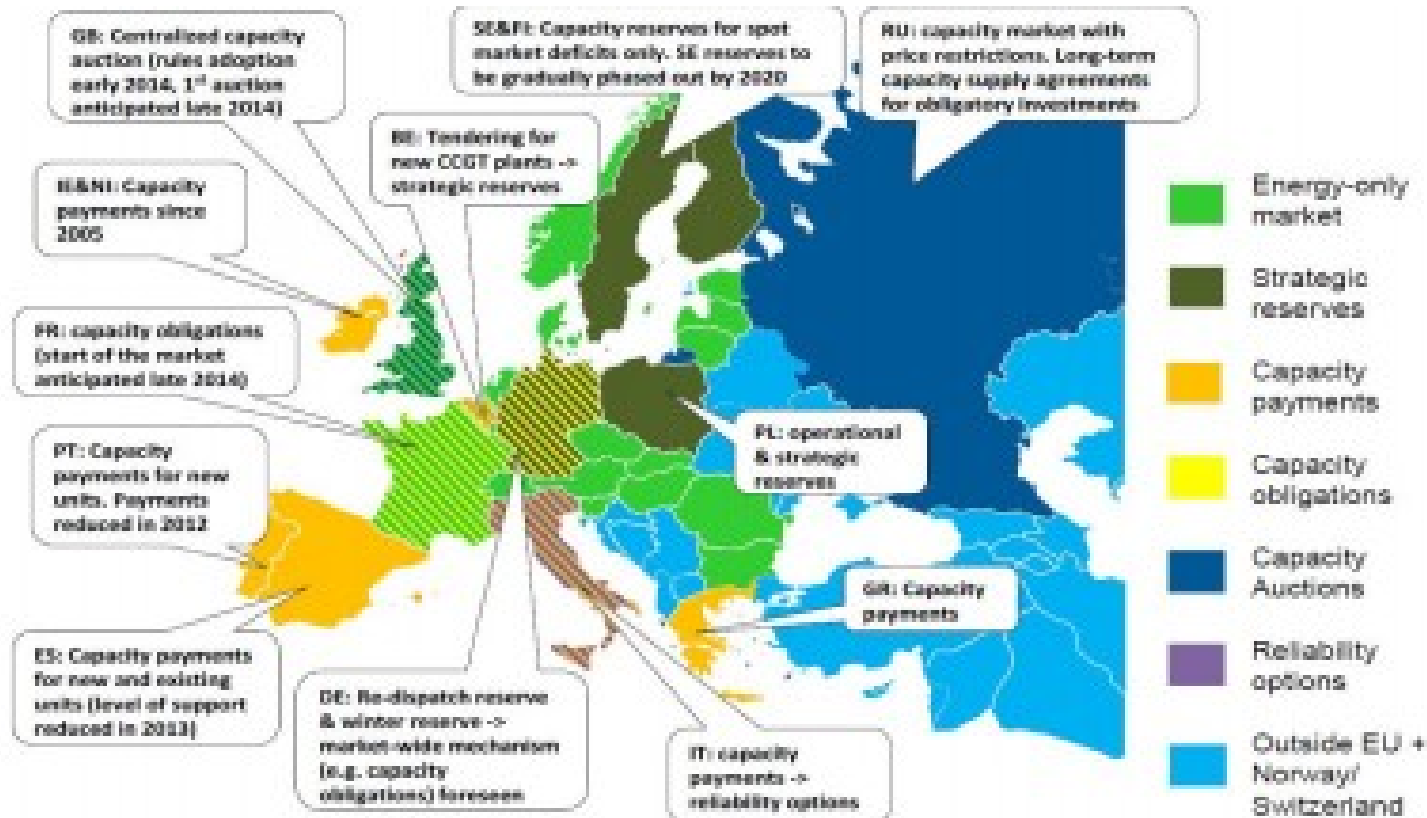 GB: Centralized capacity
auction (rules adoption
early 2014, 1st auction
anticipated late 2014)
SE&FI: Capacity reserves for spot
market deficits only. SE reserves to
be gradually phased out by 2020
RU: capacity market with
price restrictions. Long-term
capacity supply agreements
for obligatory investments
BE: Tendering for
new CCGT plants ->
strategic reserves
IE&NI: Capacity
payments since
2005
FR: capacity obligations
(start of the market
anticipated late 2014)
PT: Capacity
payments for new
units. Payments
reduced in 2012
PL: operational
& strategic
reserves
GR: Capacity
payments
ES: Capacity payments
for new and existing
units (level of support
reduced in 2013)
DE: Re-dispatch reserve
& winter reserve ->
market-wide mechanism
(e.g. capacity
obligations) foreseen
IT: capacity
payments ->
reliability options
Energy-only
market
Strategic
reserves
Capacity
payments
Capacity
obligations
Capacity
Auctions
Reliability
options
Outside EU +
Norway/
Switzerland